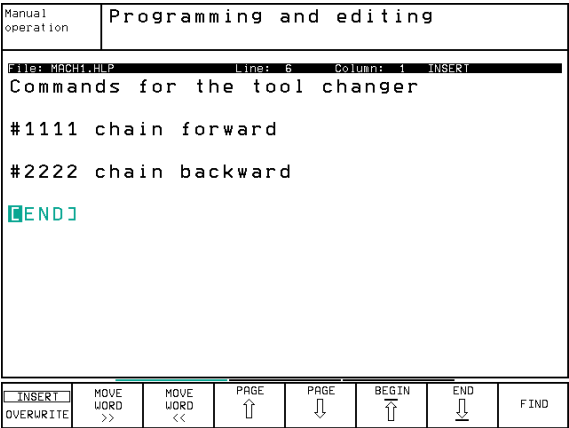 Manual
operation
Programming and editing
File: MACH1.HLP Line: 6 Column: 1 INSERT
Commands for the tool changer
#1111 chain forward
#2222 chain backward
[END]
INSERT
OVERWRITE
MOVE
WORD
>>
MOVE
WORD
<<
PAGE
PAGE
BEGIN
END
FIND